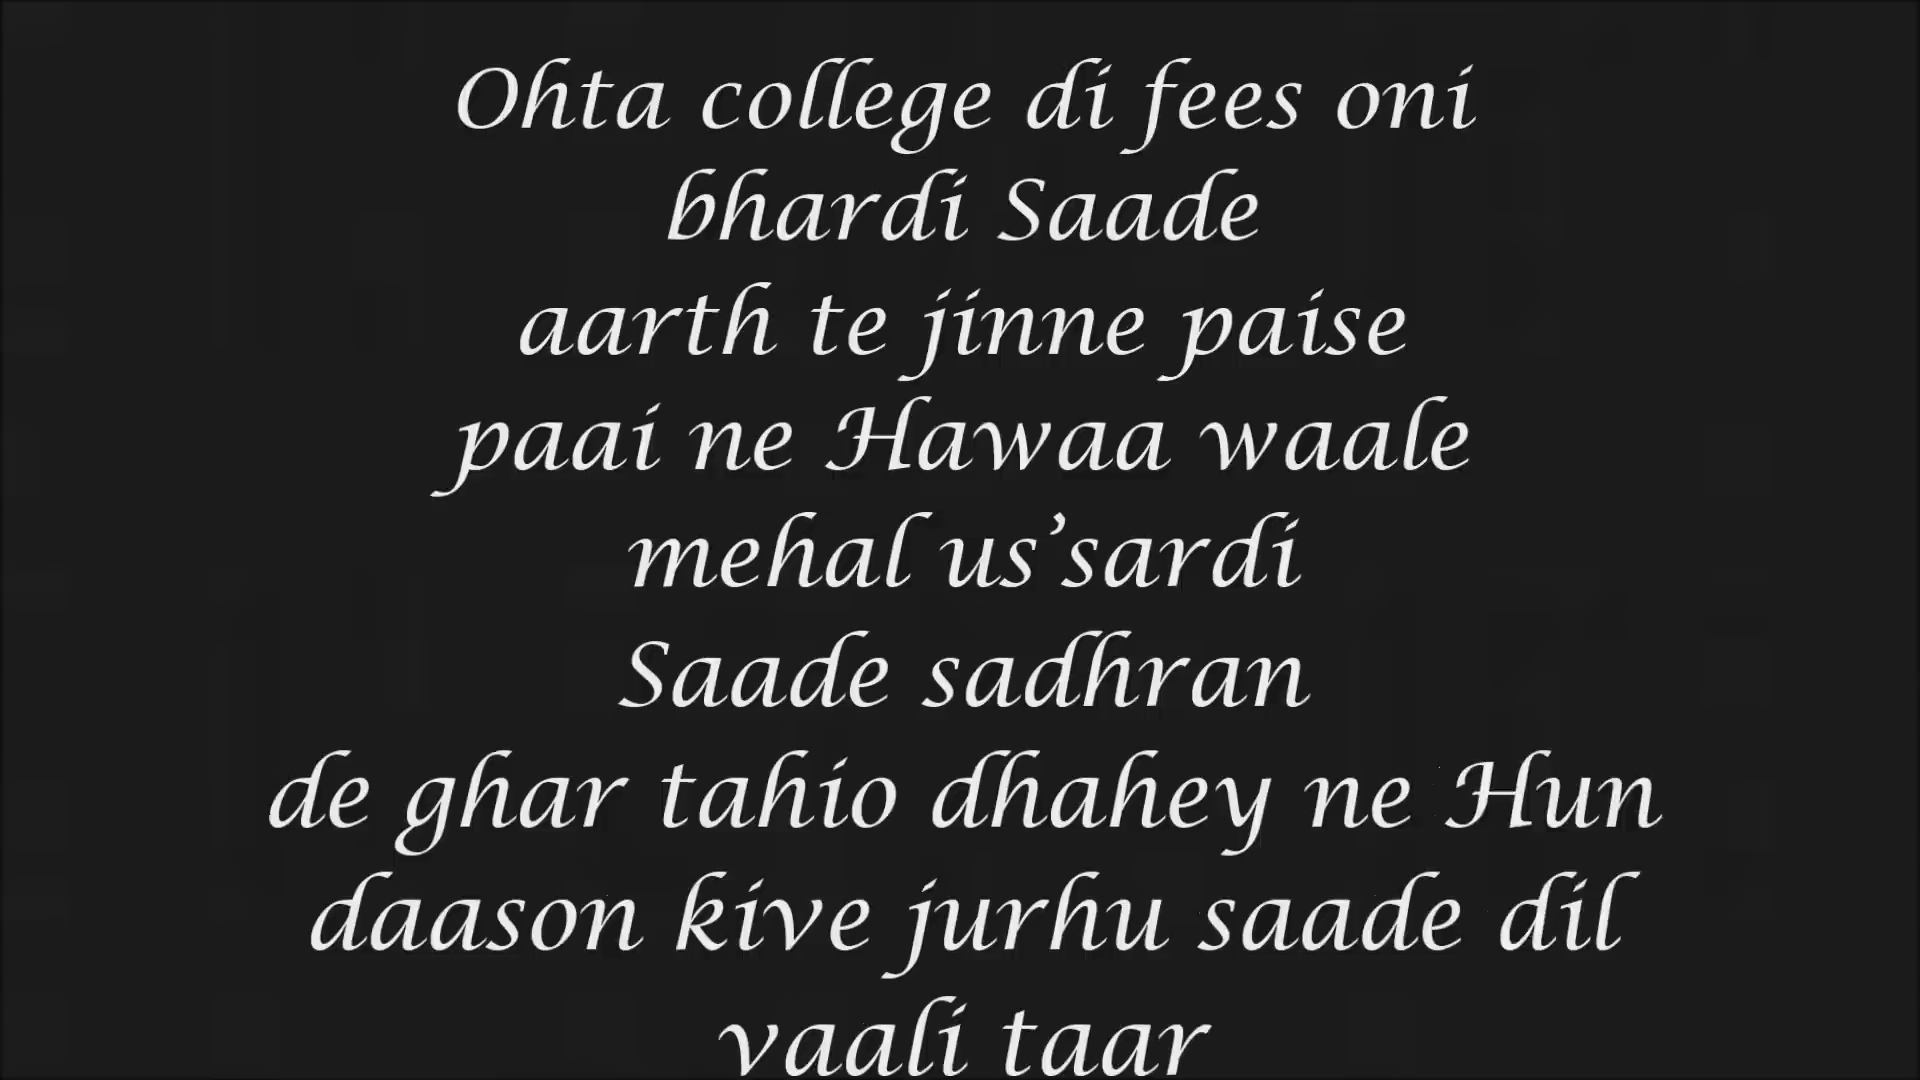 Ohta college di fees oni
bhardi Saade
aarth te jinne paise
paai ne Hawaa waale
mehal us’sardi
Saade sadhran
de ghar tahio dhahey ne Hun
daason kive jurhu saade dil
vaali taar